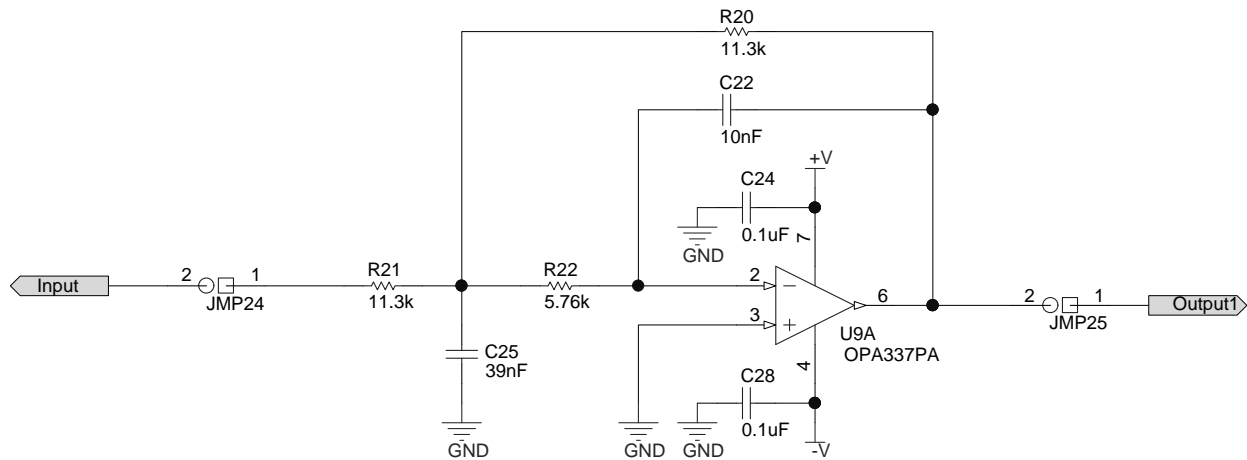 R20
11.3k
C22
10nF
+V
C24
0.1uF
7
GND
Input
2
1
JMP24
R21
11.3k
R22
5.76k
2
3
6
U9A
OPA337PA
4
2
1
JMP25
Output1
C25
39nF
C28
0.1uF
GND
GND
GND
-V